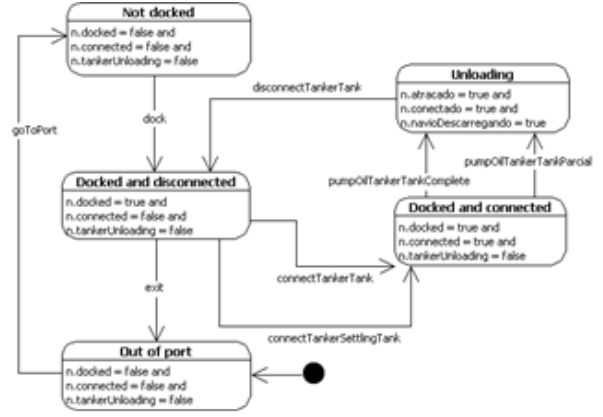 Not docked
n.docked = false and
n.connected = false and
n.tankerUnloading = false
Unloading
n.atracado = true and
n.conectado = true and
n.navioDescarregando = true
disconnectTankerTank
goToPort
dock
pumpOilTankerTankParcial
pumpOilTankerTankComplete
Docked and disconnected
n.docked = true and
n.connected = false and
n.tankerUnloading = false
Docked and connected
n.docked = true and
n.connected = true and
n.tankerUnloading = false
connectTankerTank
exit
connectTankerSettlingTank
Out of port
n.docked = false and
n.connected = false and
n.tankerUnloading = false